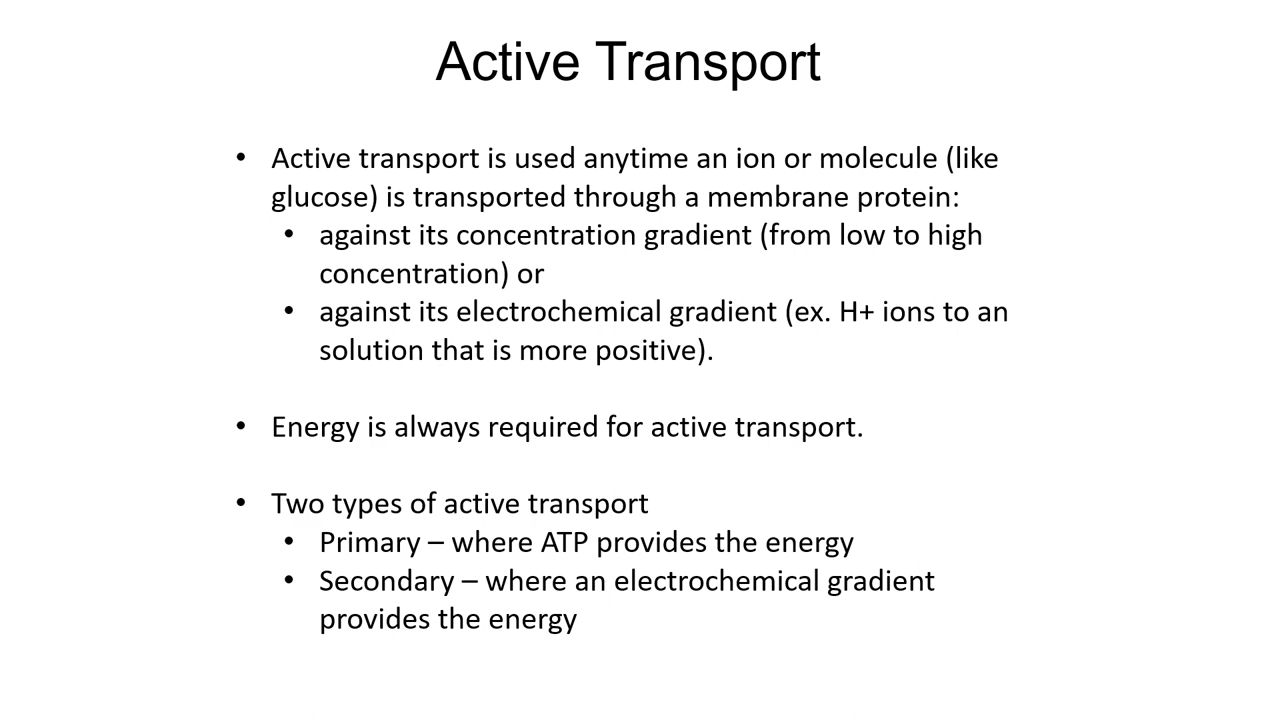 Active Transport
• Active transport is used anytime an ion or molecule (like
glucose) is transported through a membrane protein:
• against its concentration gradient (from low to high
concentration) or
• against its electrochemical gradient (ex. H+ ions to an
solution that is more positive).
• Energy is always required for active transport.
• Two types of active transport
• Primary – where ATP provides the energy
• Secondary – where an electrochemical gradient
provides the energy